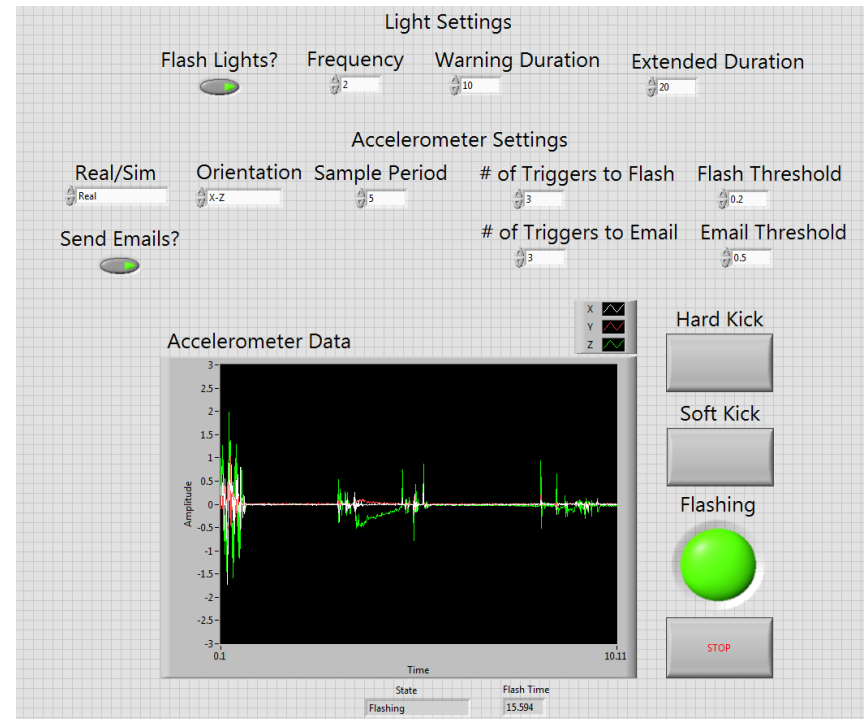 Light Settings
Flash Lights? Frequency Warning Duration Extended Duration
2 10 20
Accelerometer Settings
Real/Sim Orientation Sample Period # of Triggers to Flash Flash Threshold
Real X-Z 5 3 0.2
Send Emails? # of Triggers to Email Email Threshold
3 0.5
X
Y
Z
Hard Kick
Accelerometer Data
3
2.5
2
1.5
1
0.5
0
-0.5
-1
-1.5
-2
-2.5
-3
Amplitude
0.1 10.11
Time
Soft Kick
Flashing
STOP
State Flash Time
Flashing 15.594